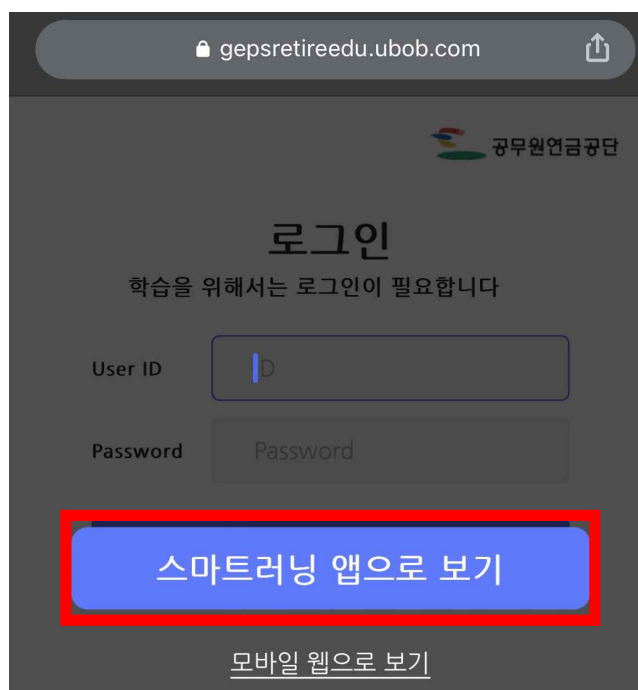 gepsretireedu.ubob.com
공무원연금공단
로그인
학습을 위해서는 로그인이 필요합니다
User ID
ID
Password
Password
스마트러닝 앱으로 보기
모바일 웹으로 보기